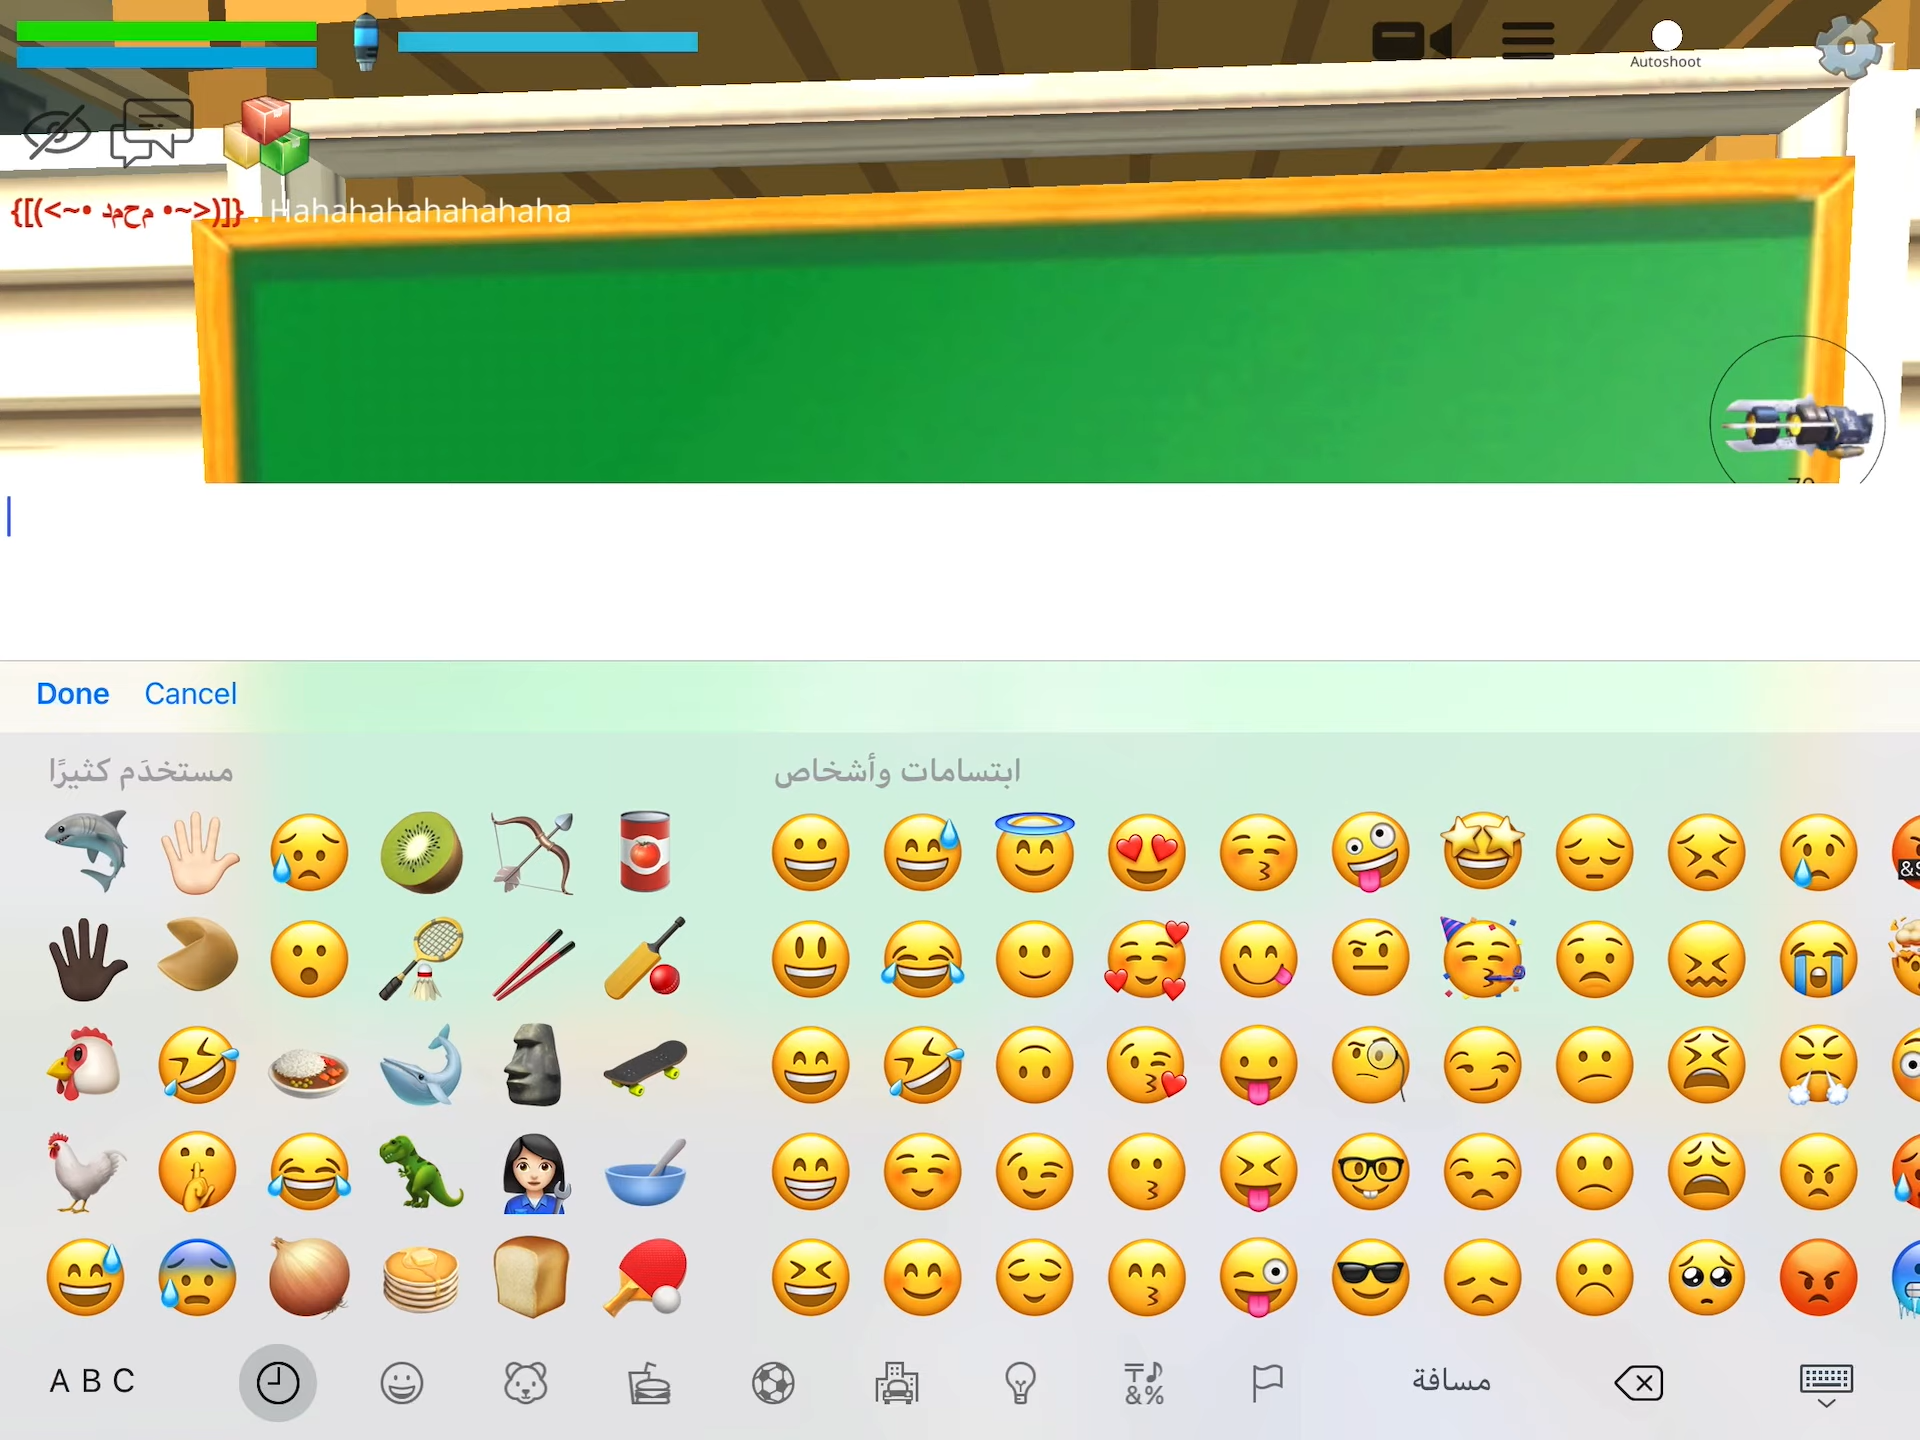 Autoshoot
{[(<~• محمد •~>)]} : Hahahahahahahaha
Done Cancel
مستخدَم كثيرًا
ابتسامات وأشخاص
A B C
مسافة